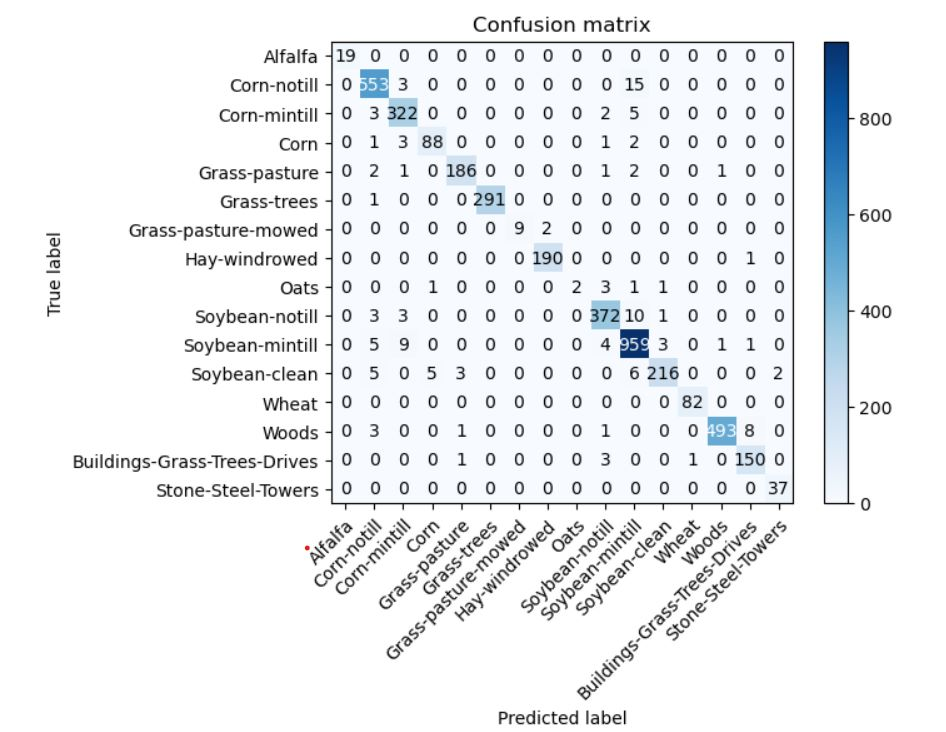 Confusion matrix
Alfalfa 19 0 0 0 0 0 0 0 0 0 0 0 0 0 0 0
Corn-notill 0 553 3 0 0 0 0 0 0 0 15 0 0 0 0 0
Corn-mintill 0 3 322 0 0 0 0 0 0 2 5 0 0 0 0 0
Corn 0 1 3 88 0 0 0 0 0 1 2 0 0 0 0 0
Grass-pasture 0 2 1 0 186 0 0 0 0 1 2 0 0 1 0 0
Grass-trees 0 1 0 0 0 291 0 0 0 0 0 0 0 0 0 0
Grass-pasture-mowed 0 0 0 0 0 0 9 2 0 0 0 0 0 0 0 0
Hay-windrowed 0 0 0 0 0 0 0 190 0 0 0 0 0 0 1 0
Oats 0 0 0 1 0 0 0 0 2 3 1 1 0 0 0 0
Soybean-notill 0 3 3 0 0 0 0 0 0 372 10 1 0 0 0 0
Soybean-mintill 0 5 9 0 0 0 0 0 0 4 959 3 0 1 1 0
Soybean-clean 0 5 0 5 3 0 0 0 0 0 6 216 0 0 0 2
Wheat 0 0 0 0 0 0 0 0 0 0 0 0 82 0 0 0
Woods 0 3 0 0 1 0 0 0 0 1 0 0 0 493 8 0
Buildings-Grass-Trees-Drives 0 0 0 0 1 0 0 0 0 3 0 0 1 0 150 0
Stone-Steel-Towers 0 0 0 0 0 0 0 0 0 0 0 0 0 0 0 37
True label
Alfalfa
Corn-notill
Corn-mintill
Corn
Grass-pasture
Grass-trees
Grass-pasture-mowed
Hay-windrowed
Oats
Soybean-notill
Soybean-mintill
Soybean-clean
Wheat
Woods
Buildings-Grass-Trees-Drives
Stone-Steel-Towers
Predicted label
800
600
400
200
0